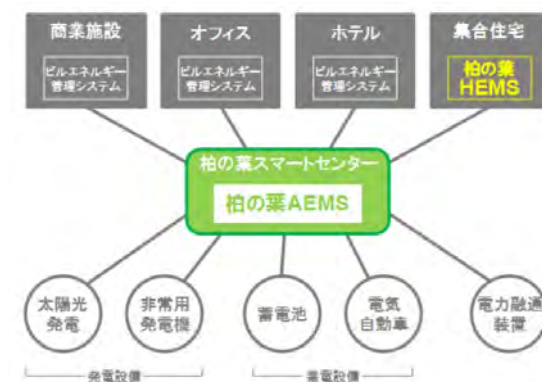 商業施設
オフィス
ホテル
集合住宅
ビルエネルギー
管理システム
ビルエネルギー
管理システム
ビルエネルギー
管理システム
柏の葉
HEMS
柏の葉スマートセンター
柏の葉AEMS
太陽光
発電
非常用
発電機
蓄電池
電気
自動車
電力融通
装置
発電設備
蓄電設備